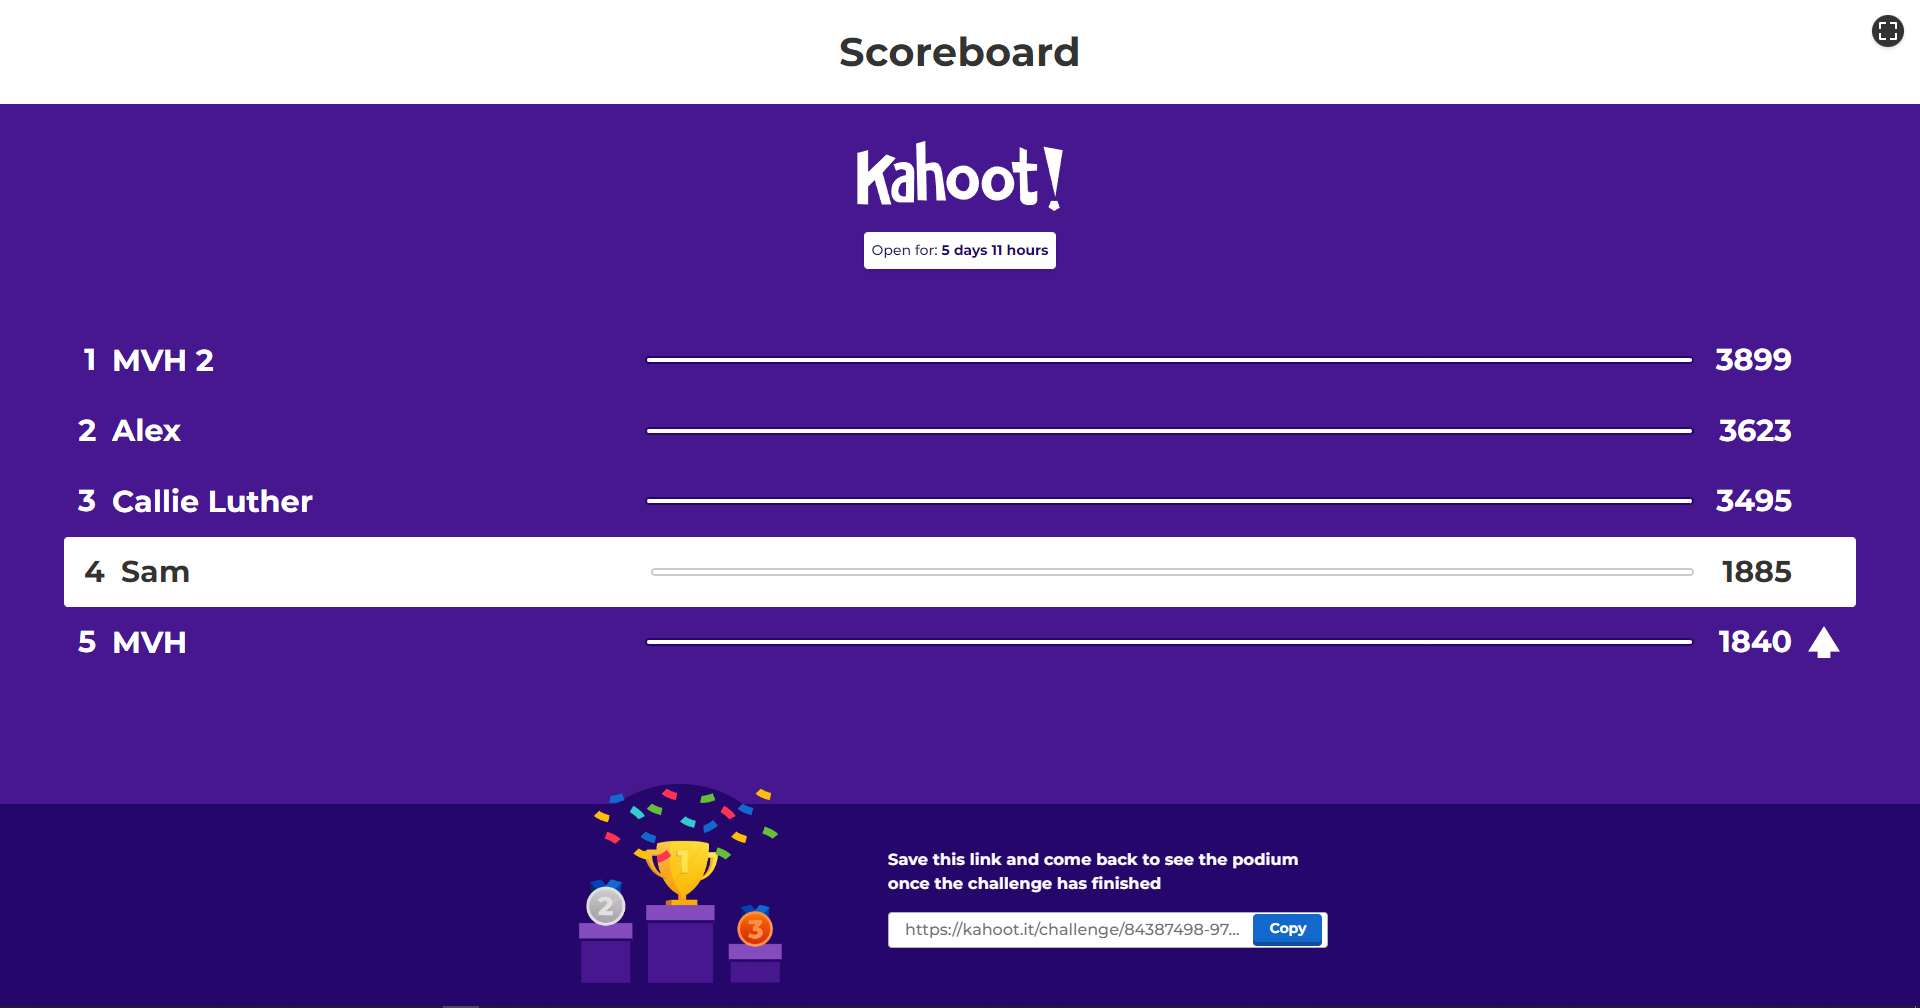 Scoreboard
Kahoot!
Open for: 5 days 11 hours
1 MVH 2 3899
2 Alex 3623
3 Callie Luther 3495
4 Sam 1885
5 MVH 1840
1
2
3
Save this link and come back to see the podium
once the challenge has finished
https://kahoot.it/challenge/84387498-97... Copy